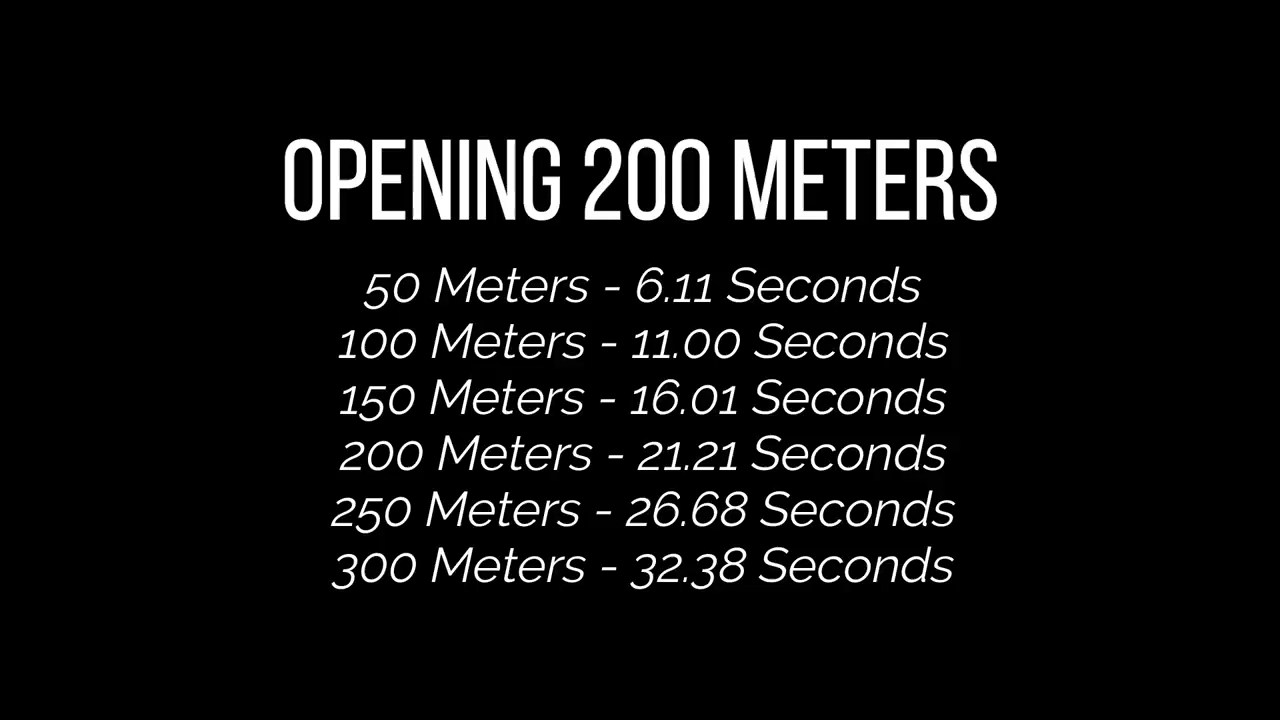 OPENING 200 METERS
50 Meters - 6.11 Seconds
100 Meters - 11.00 Seconds
150 Meters - 16.01 Seconds
200 Meters - 21.21 Seconds
250 Meters - 26.68 Seconds
300 Meters - 32.38 Seconds